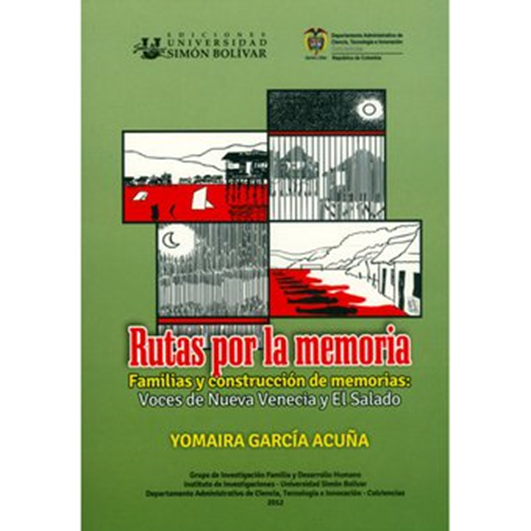 EDICIONES
UNIVERSIDAD
SIMÓN BOLÍVAR
Departamento Administrativo de
Ciencia, Tecnología e Innovación
República de Colombia
Rutas por la memoria
Familias y construcción de memorias:
Voces de Nueva Venecia y El Salado
YOMAIRA GARCÍA ACUÑA
Grupo de Investigación Familia y Desarrollo Humano
Instituto de Investigaciones - Universidad Simón Bolívar
Departamento Administrativo de Ciencia, Tecnología e Innovación - Colciencias
2012